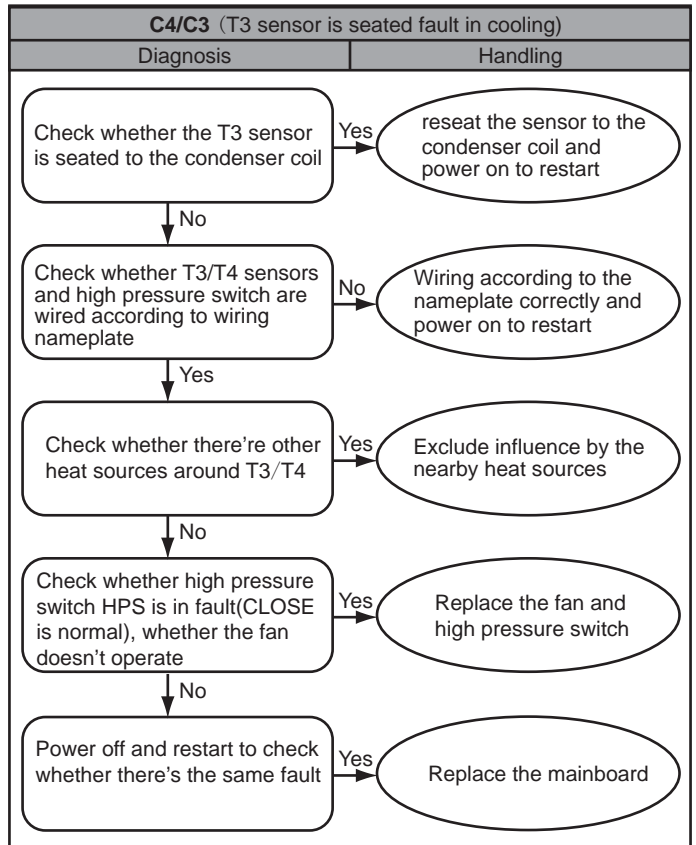 C4/C3（T3 sensor is seated fault in cooling)
Diagnosis
Handling
Check whether the T3 sensor
is seated to the condenser coil
Yes
reseat the sensor to the
condenser coil and
power on to restart
No
Check whether T3/T4 sensors
and high pressure switch are
wired according to wiring
nameplate
No
Wiring according to the
nameplate correctly and
power on to restart
Yes
Check whether there're other
heat sources around T3/T4
Yes
Exclude influence by the
nearby heat sources
No
Check whether high pressure
switch HPS is in fault(CLOSE
is normal), whether the fan
doesn't operate
Yes
Replace the fan and
high pressure switch
No
Power off and restart to check
whether there's the same fault
Yes
Replace the mainboard